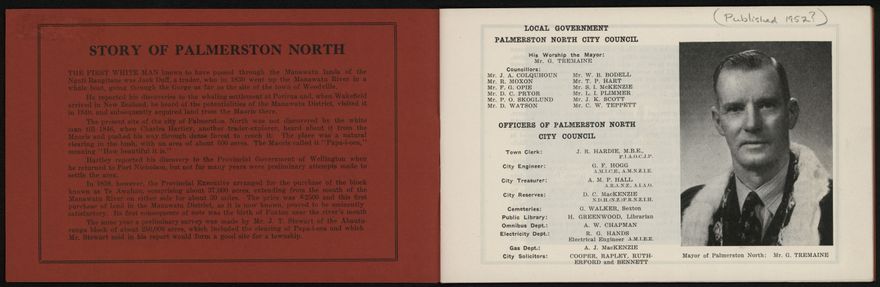 STORY OF PALMERSTON NORTH
THE FIRST WHITE MAN known to have passed through the Manawatu lands of the
Ngati Rangitane was Jack Duff, a trader, who in 1830 went up the Manawatu River in a
whale boat, going through the Gorge as far as the site of the town of Woodville.
He reported his discoveries to the whaling settlement at Porirua and, when Wakefield
arrived in New Zealand, he heard of the potentialities of the Manawatu District, visited it
in 1840, and subsequently acquired land from the Maoris there.
The present site of the city of Palmerston North was not discovered by the white
man till 1846, when Charles Hartley, another trader-explorer, heard about it from the
Maoris and pushed his way through dense forest to reach it. The place was a natural
clearing in the bush, with an area of about 600 acres. The Maoris called it "Papa-i-oea,"
meaning "How beautiful it is."
Hartley reported his discovery to the Provincial Government of Wellington when
he returned to Port Nicholson, but not for many years were preliminary attempts made to
settle the area.
In 1858, however, the Provincial Executive arranged for the purchase of the block
known as Te Awahou, comprising about 37,000 acres, extending from the mouth of the
Manawatu River on either side for about 30 miles. The price was £2500 and this first
purchase of land in the Manawatu District, as it is now known, proved to be eminently
satisfactory. Its first consequence of note was the birth of Foxton near the river's mouth
The same year a preliminary survey was made by Mr. J. T. Stewart of the Ahuatu-
ranga block of about 250,000 acres, which included the clearing of Papa-i-oea and which
Mr. Stewart said in his report would form a good site for a township.
(Published 1952?)
LOCAL GOVERNMENT
PALMERSTON NORTH CITY COUNCIL
His Worship the Mayor:
Mr. G. TREMAINE
Councillors:
Mr. J. A. COLQUHOUN Mr. W. B. BODELL
Mr. R. MOXON Mr. T. P. HART
Mr. F. G. OPIE Mr. S. I. McKENZIE
Mr. D. C. PRYOR Mr. L. I. PLIMMER
Mr. P. O. SKOGLUND Mr. J. K. SCOTT
Mr. D. WATSON Mr. C. W. TEPPETT
OFFICERS OF PALMERSTON NORTH
CITY COUNCIL
Town Clerk: J. R. HARDIE, M.B.E.,
F.I.A.O.C.I.P.
City Engineer: G. F. HOGG
A.M.I.C.E., A.M.N.Z.I.E.
City Treasurer: A. M. P. HALL
A.R.A.N.Z., A.I.A.O.
City Reserves: D. C. MacKENZIE
N.D.H.(N.Z.)F.R.N.Z.I.H.
Cemeteries: G. WALKER, Sexton
Public Library: H. GREENWOOD, Librarian
Omnibus Dept.: A. W. CHAPMAN
Electricity Dept.: R. G. HANDS
Electrical Engineer A.M.I.E.E.
Gas Dept.: A. J. MacKENZIE
City Solicitors: COOPER, RAPLEY, RUTH-
ERFORD and BENNETT
Mayor of Palmerston North: Mr. G. TREMAINE